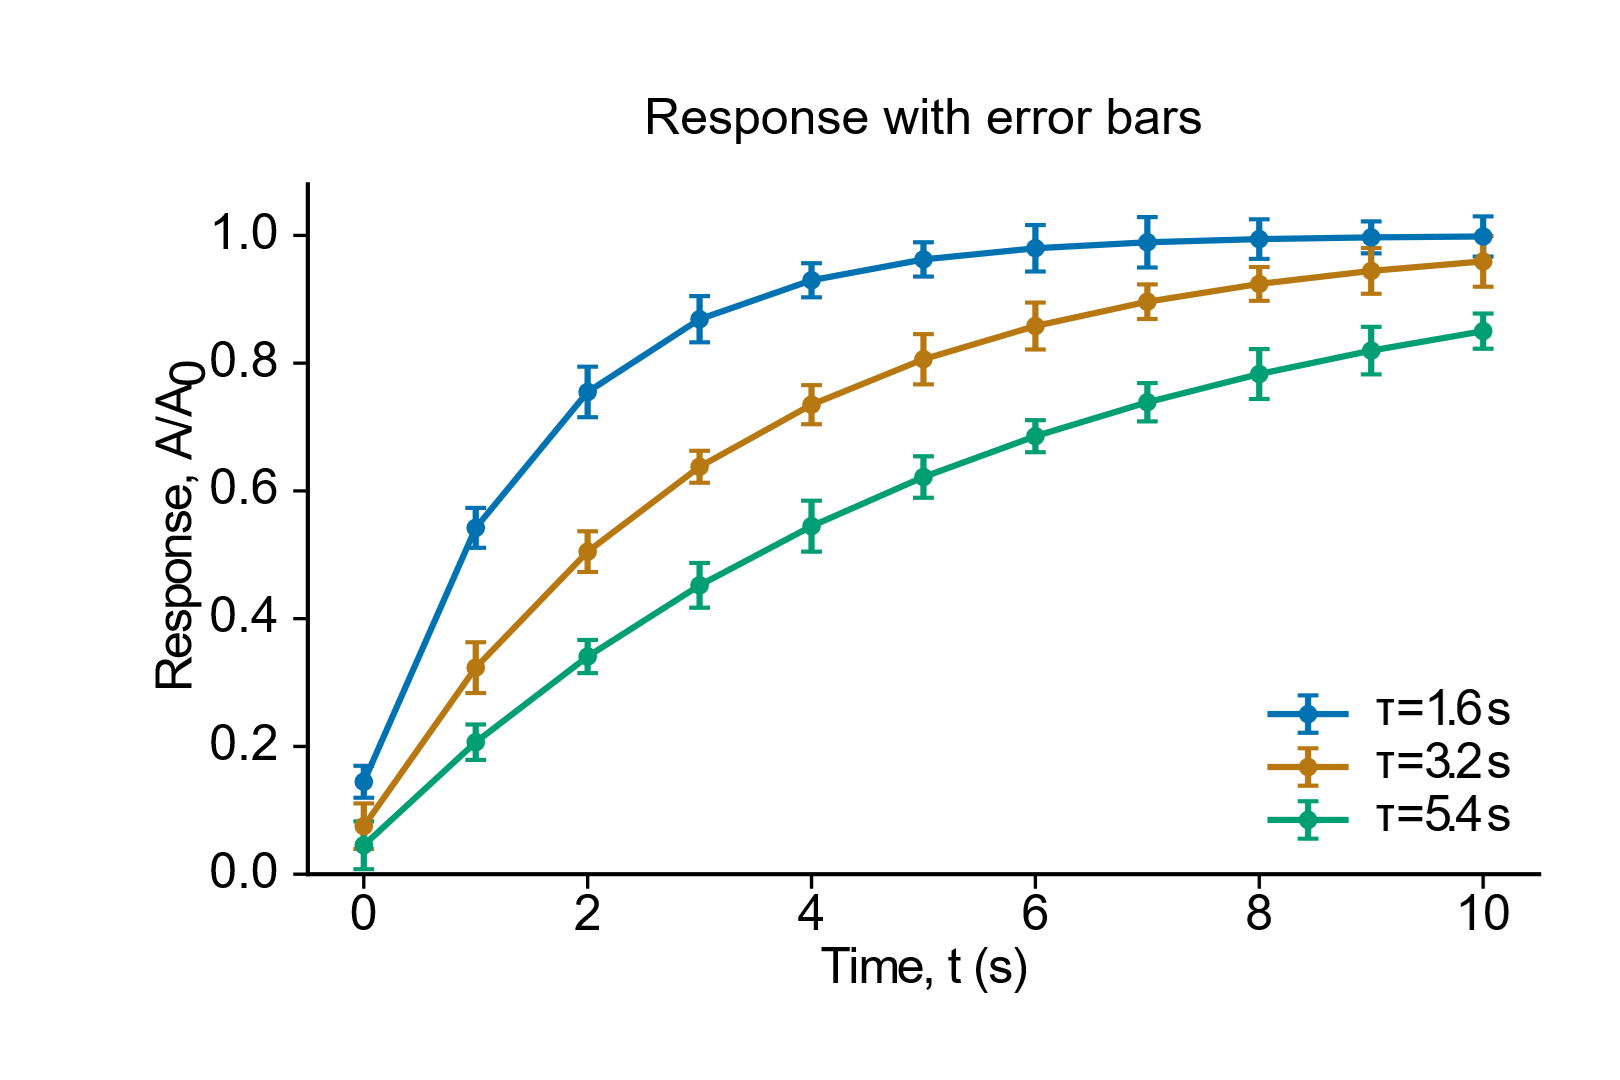 Response with error bars
Response, A/A0
1.0
0.8
0.6
0.4
0.2
0.0
0 2 4 6 8 10
Time, t (s)
τ=1.6 s
τ=3.2 s
τ=5.4 s